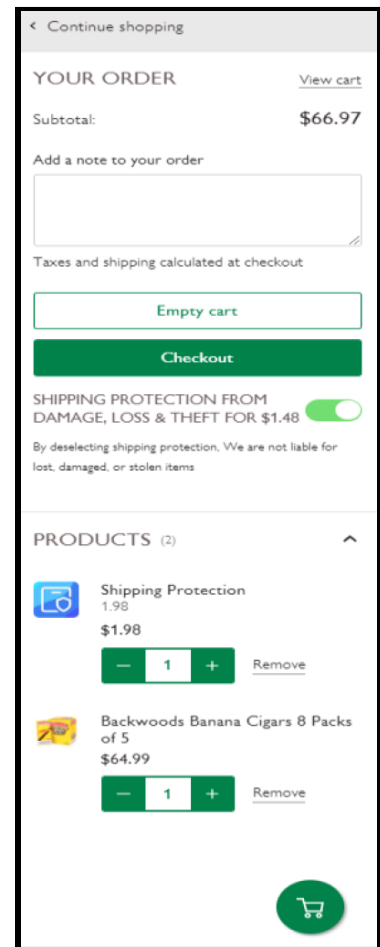 < Continue shopping
YOUR ORDER View cart
Subtotal: $66.97
Add a note to your order
Taxes and shipping calculated at checkout
Empty cart
Checkout
SHIPPING PROTECTION FROM
DAMAGE, LOSS & THEFT FOR $1.48
By deselecting shipping protection, We are not liable for
lost, damaged, or stolen items
PRODUCTS (2)
Shipping Protection
1.98
$1.98
− 1 + Remove
Backwoods Banana Cigars 8 Packs
of 5
$64.99
− 1 + Remove